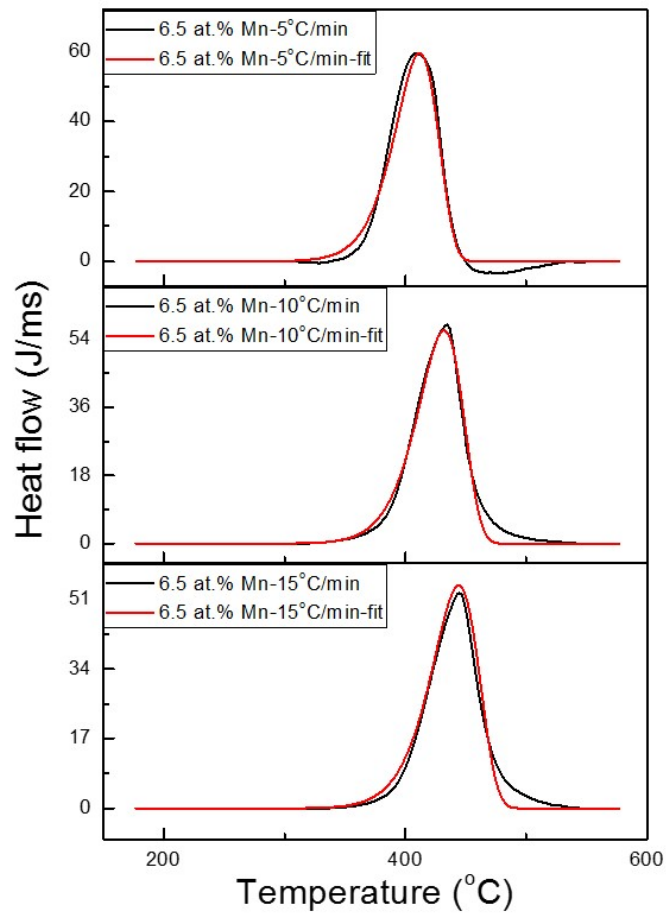 6.5 at.% Mn-5°C/min
6.5 at.% Mn-5°C/min-fit
60
40
20
0
6.5 at.% Mn-10°C/min
6.5 at.% Mn-10°C/min-fit
54
36
18
0
6.5 at.% Mn-15°C/min
6.5 at.% Mn-15°C/min-fit
51
34
17
0
Heat flow (J/ms)
200 400 600
Temperature (°C)